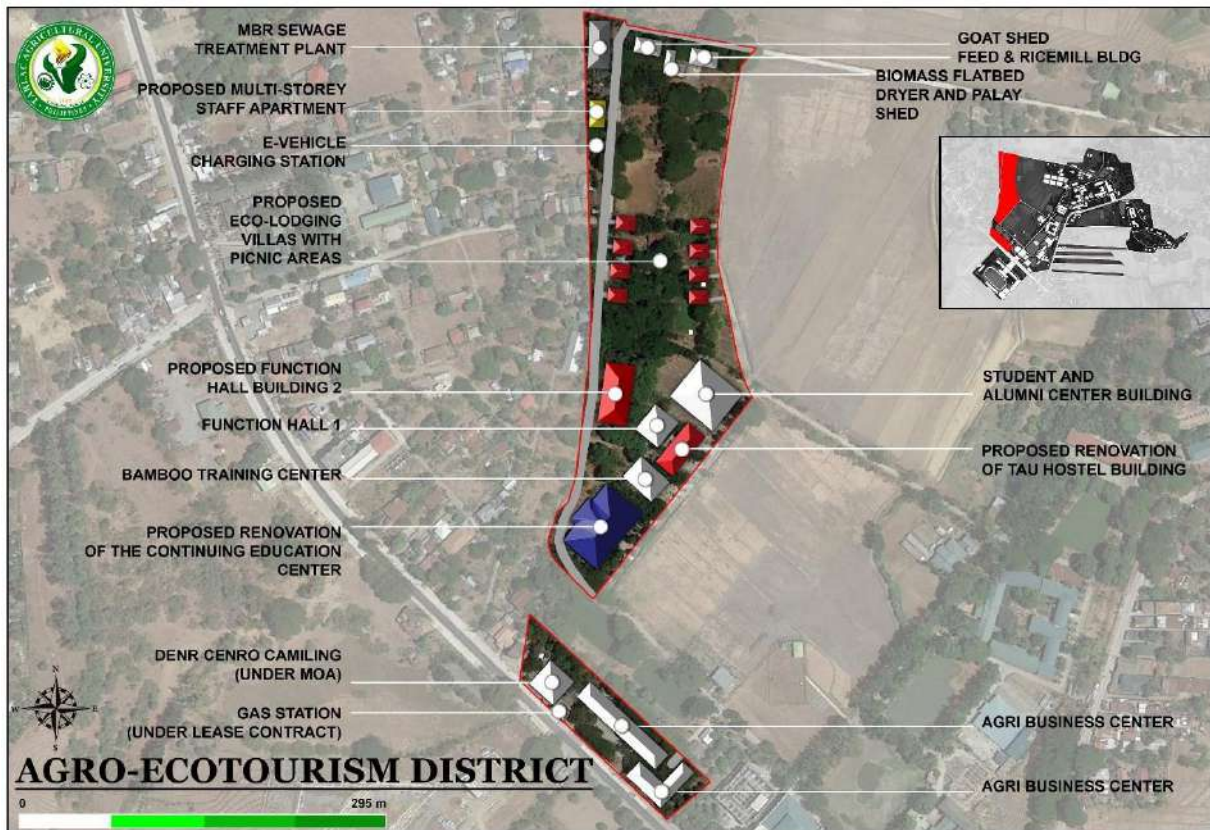 TARLAC AGRICULTURAL UNIVERSITY
PHILIPPINES
MBR SEWAGE
TREATMENT PLANT
PROPOSED MULTI-STOREY
STAFF APARTMENT
E-VEHICLE
CHARGING STATION
PROPOSED
ECO-LODGING
VILLAS WITH
PICNIC AREAS
PROPOSED FUNCTION
HALL BUILDING 2
FUNCTION HALL 1
BAMBOO TRAINING CENTER
PROPOSED RENOVATION
OF THE CONTINUING EDUCATION
CENTER
DENR CENRO CAMILING
(UNDER MOA)
GAS STATION
(UNDER LEASE CONTRACT)
GOAT SHED
FEED & RICEMILL BLDG
BIOMASS FLATBED
DRYER AND PALAY
SHED
STUDENT AND
ALUMNI CENTER BUILDING
PROPOSED RENOVATION
OF TAU HOSTEL BUILDING
AGRI BUSINESS CENTER
AGRI BUSINESS CENTER
N
W E
S
AGRO-ECOTOURISM DISTRICT
0 295 m